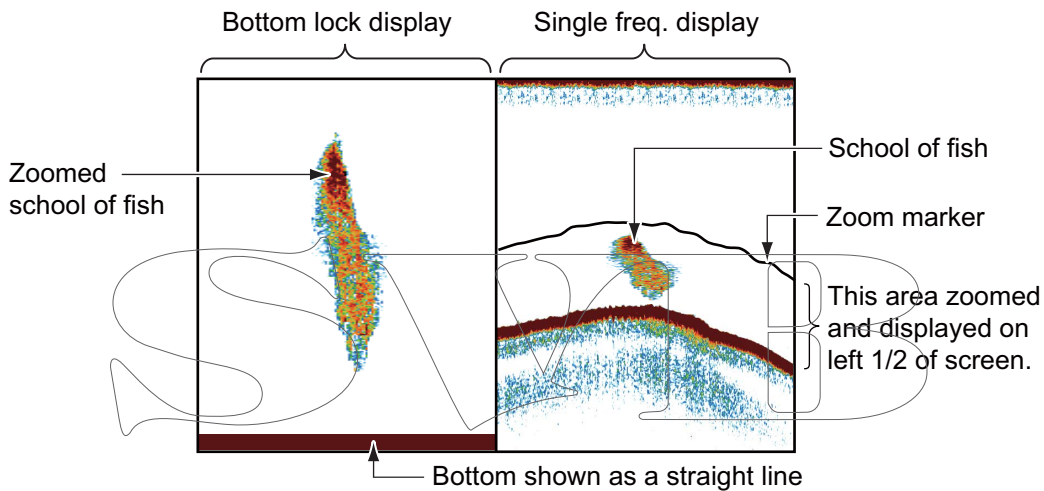 Bottom lock display
Single freq. display
Zoomed
school of fish
School of fish
Zoom marker
This area zoomed
and displayed on
left 1/2 of screen.
Bottom shown as a straight line